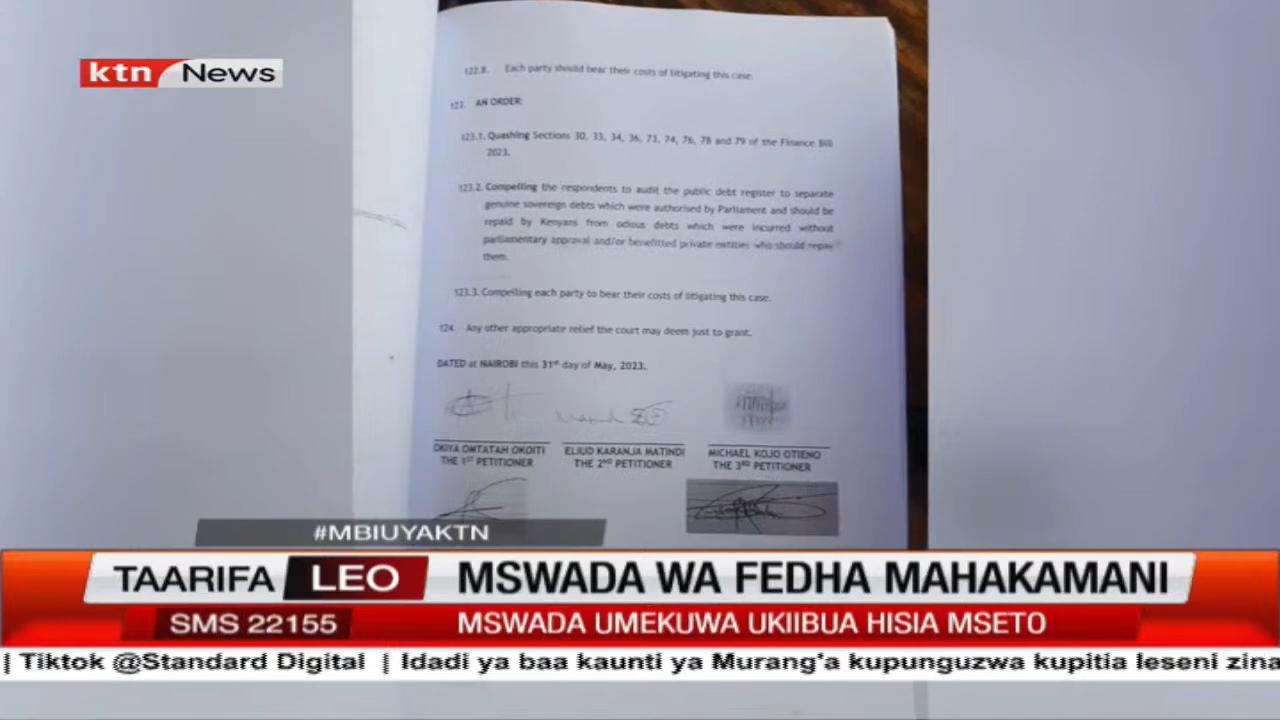 ktn News
122.8. Each party should bear their costs of litigating this case.
123. AN ORDER:
123.1. Quashing Sections 30, 33, 34, 36, 73, 74, 76, 78 and 79 of the Finance Bill
2023.
123.2. Compelling the respondents to audit the public debt register to separate
genuine sovereign debts which were authorised by Parliament and should be
repaid by Kenyans from odious debts which were incurred without
parliamentary approval and/or benefitted private entities who should repay
them.
123.3. Compelling each party to bear their costs of litigating this case.
124. Any other appropriate relief the court may deem just to grant.
DATED at NAIROBI this 31st day of May, 2023.
OKIYA OMTATAH OKOITI ELIUD KARANJA MATINDI MICHAEL KOJO OTIENO
THE 1ST PETITIONER THE 2ND PETITIONER THE 3RD PETITIONER
#MBIUYAKTN
TAARIFA LEO MSWADA WA FEDHA MAHAKAMANI
SMS 22155 MSWADA UMEKUWA UKIIBUA HISIA MSETO
| Tiktok @Standard Digital | Idadi ya baa kaunti ya Murang'a kupunguzwa kupitia leseni zina